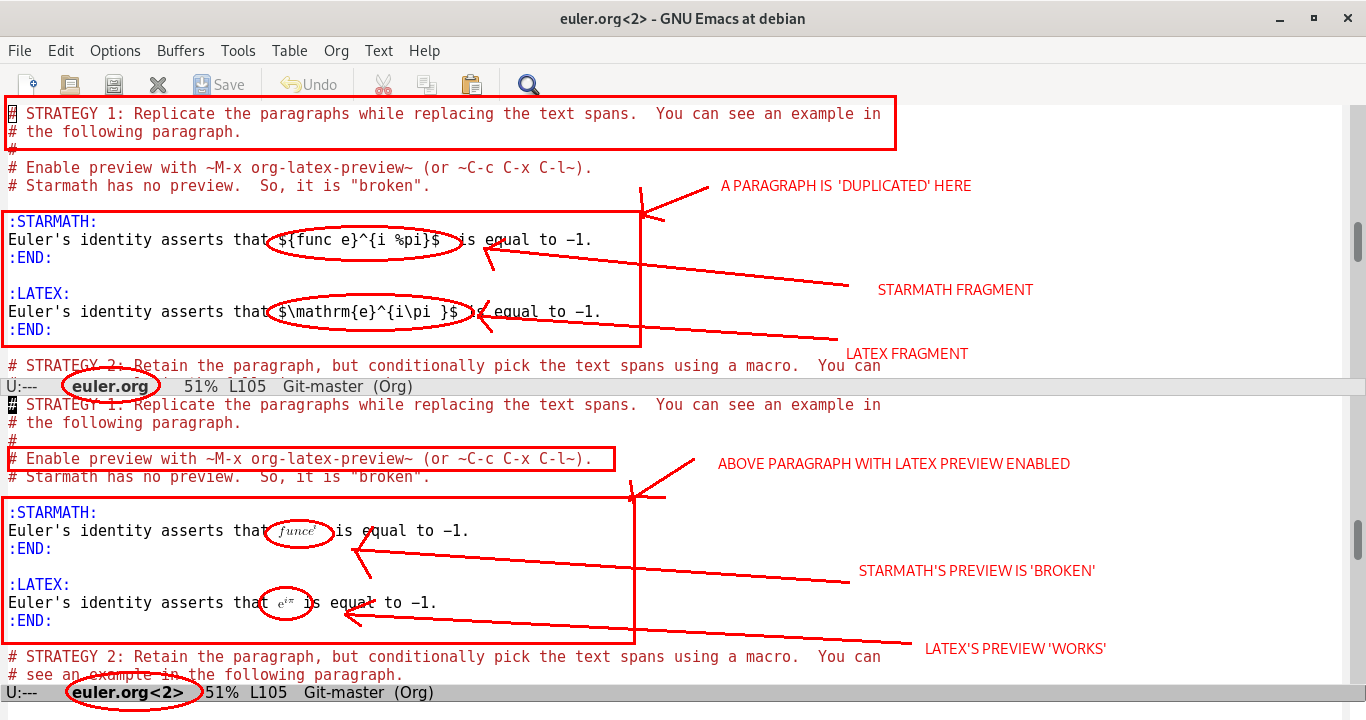 euler.org<2> - GNU Emacs at debian
File Edit Options Buffers Tools Table Org Text Help
Save Undo
# STRATEGY 1: Replicate the paragraphs while replacing the text spans.  You can see an example in
# the following paragraph.
#
# Enable preview with ~M-x org-latex-preview~ (or ~C-c C-x C-l~).
# Starmath has no preview.  So, it is "broken".
A PARAGRAPH IS 'DUPLICATED' HERE
:STARMATH:
Euler's identity asserts that ${func e}^{i %pi}$  is equal to −1.
:END:
STARMATH FRAGMENT
:LATEX:
Euler's identity asserts that $\mathrm{e}^{i\pi }$ is equal to −1.
:END:
LATEX FRAGMENT
# STRATEGY 2: Retain the paragraph, but conditionally pick the text spans using a macro.  You can
U:--- euler.org 51% L105 Git-master (Org)
# STRATEGY 1: Replicate the paragraphs while replacing the text spans.  You can see an example in
# the following paragraph.
#
# Enable preview with ~M-x org-latex-preview~ (or ~C-c C-x C-l~).
ABOVE PARAGRAPH WITH LATEX PREVIEW ENABLED
# Starmath has no preview.  So, it is "broken".
:STARMATH:
Euler's identity asserts that funce^i is equal to −1.
:END:
STARMATH'S PREVIEW IS 'BROKEN'
:LATEX:
Euler's identity asserts that e^{iπ} is equal to −1.
:END:
LATEX'S PREVIEW 'WORKS'
# STRATEGY 2: Retain the paragraph, but conditionally pick the text spans using a macro.  You can
# see an example in the following paragraph.
U:--- euler.org<2> 51% L105 Git-master (Org)